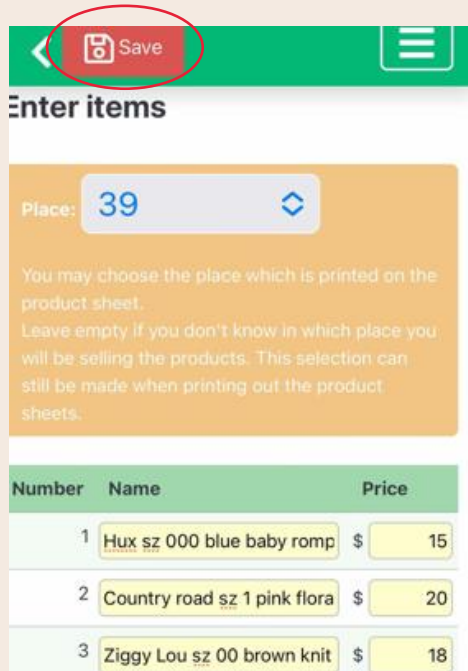 Save
Enter items
Place: 39
You may choose the place which is printed on the
product sheet.
Leave empty if you don't know in which place you
will be selling the products. This selection can
still be made when printing out the product
sheets.
Number Name Price
1 Hux sz 000 blue baby romp $ 15
2 Country road sz 1 pink flora $ 20
3 Ziggy Lou sz 00 brown knit $ 18